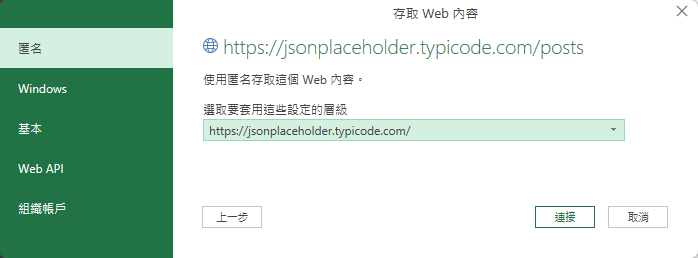 存取 Web 內容
匿名
Windows
基本
Web API
組織帳戶
https://jsonplaceholder.typicode.com/posts
使用匿名存取這個 Web 內容。
選取要套用這些設定的層級
https://jsonplaceholder.typicode.com/
上一步
連接
取消